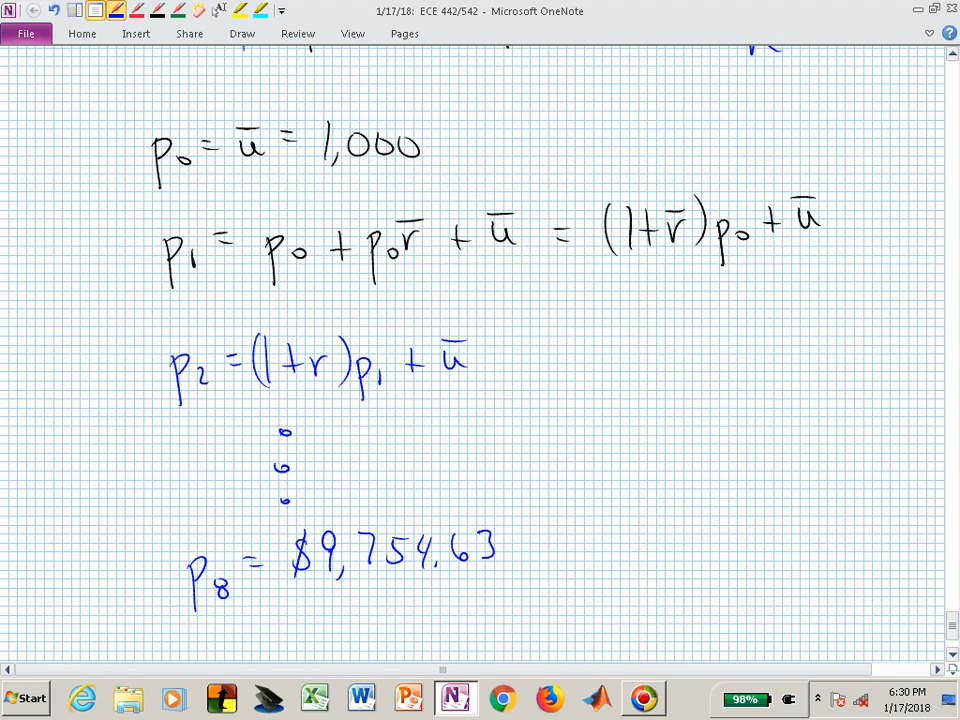 1/17/18: ECE 442/542 - Microsoft OneNote
File Home Insert Share Draw Review View Pages
p₀ = u̅ = 1,000
p₁ = p₀ + p₀r̅ + u̅ = (1+r̅)p₀ + u̅
p₂ = (1+r)p₁ + u̅
p₈ = $9,754.63
Start
98%
6:30 PM
1/17/2018